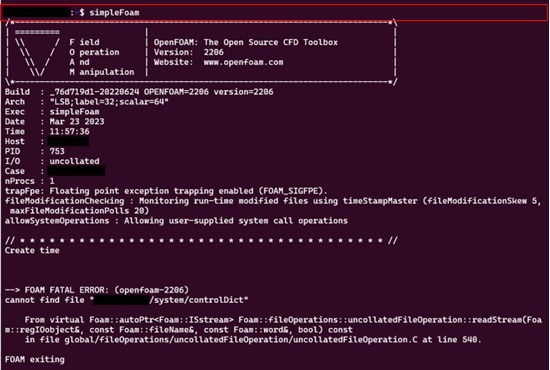 : $ simpleFoam
/*---------------------------------------------------------------------------*\
| =========                 |                                                 |
| \\      /  F ield         | OpenFOAM: The Open Source CFD Toolbox           |
|  \\    /   O peration     | Version:  2206                                  |
|   \\  /    A nd           | Website:  www.openfoam.com                      |
|    \\/     M anipulation  |                                                 |
\*---------------------------------------------------------------------------*/
Build  : _76d719d1-20220624 OPENFOAM=2206 version=2206
Arch   : "LSB;label=32;scalar=64"
Exec   : simpleFoam
Date   : Mar 23 2023
Time   : 11:57:36
Host   :
PID    : 753
I/O    : uncollated
Case   :
nProcs : 1
trapFpe: Floating point exception trapping enabled (FOAM_SIGFPE).
fileModificationChecking : Monitoring run-time modified files using timeStampMaster (fileModificationSkew 5,
 maxFileModificationPolls 20)
allowSystemOperations : Allowing user-supplied system call operations
// * * * * * * * * * * * * * * * * * * * * * * * * * * * * * * * * * * * * * //
Create time
--> FOAM FATAL ERROR: (openfoam-2206)
cannot find file "/system/controlDict"
    From virtual Foam::autoPtr<Foam::ISstream> Foam::fileOperations::uncollatedFileOperation::readStream(Foa
m::regIOobject&, const Foam::fileName&, const Foam::word&, bool) const
    in file global/fileOperations/uncollatedFileOperation/uncollatedFileOperation.C at line 540.
FOAM exiting